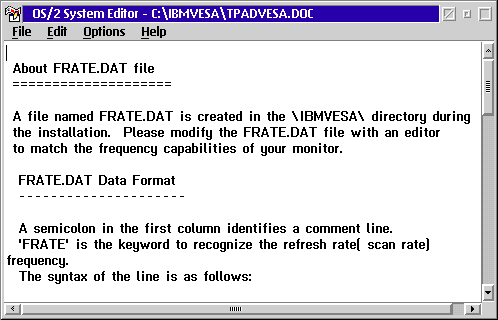 OS/2 System Editor - C:\IBMVESA\TPADVESA.DOC
File Edit Options Help
About FRATE.DAT file
====================
A file named FRATE.DAT is created in the \IBMVESA\ directory during
the installation. Please modify the FRATE.DAT file with an editor
to match the frequency capabilities of your monitor.
FRATE.DAT Data Format
---------------------
A semicolon in the first column identifies a comment line.
'FRATE' is the keyword to recognize the refresh rate( scan rate)
frequency.
The syntax of the line is as follows: